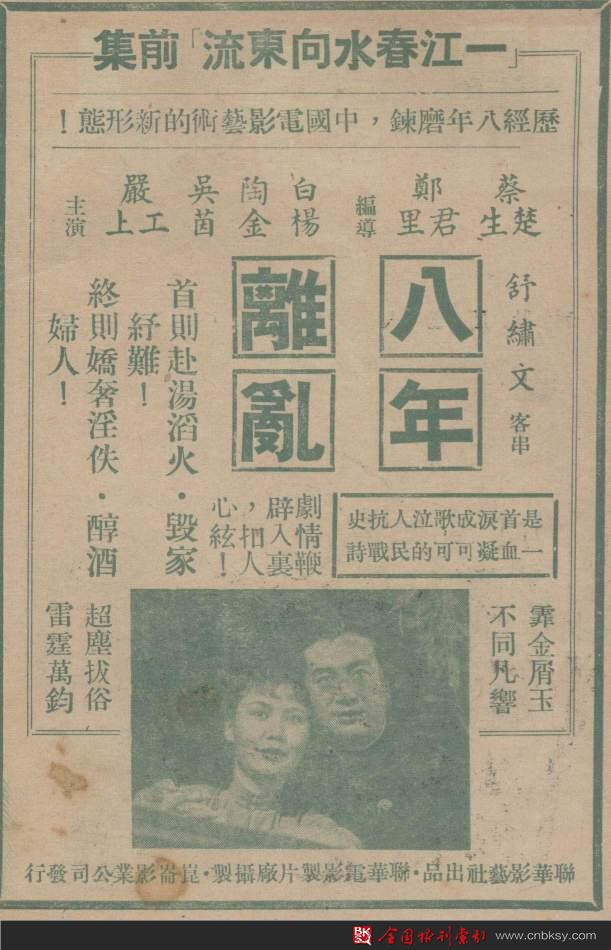 「一江春水向東流」前集
歷經八年磨鍊，中國電影藝術的新形態！
蔡楚生
鄭君里
編導
白楊
陶金
吳茵
嚴工上
主演
舒繡文 客串
八年
離亂
是一首血淚凝成可歌可泣的人民抗戰史詩
劇情鞭
辟入裏
，扣人
心絃！
首則赴湯滔火·毀家
紓難！
終則嬌奢淫佚·醇酒
婦人！
霏金屑玉
不同凡響
超塵拔俗
雷霆萬鈞
聯華影藝社出品·聯華電影製片廠攝製·崑崙影業公司發行
BKSY 全国报刊索引 www.cnbksy.com